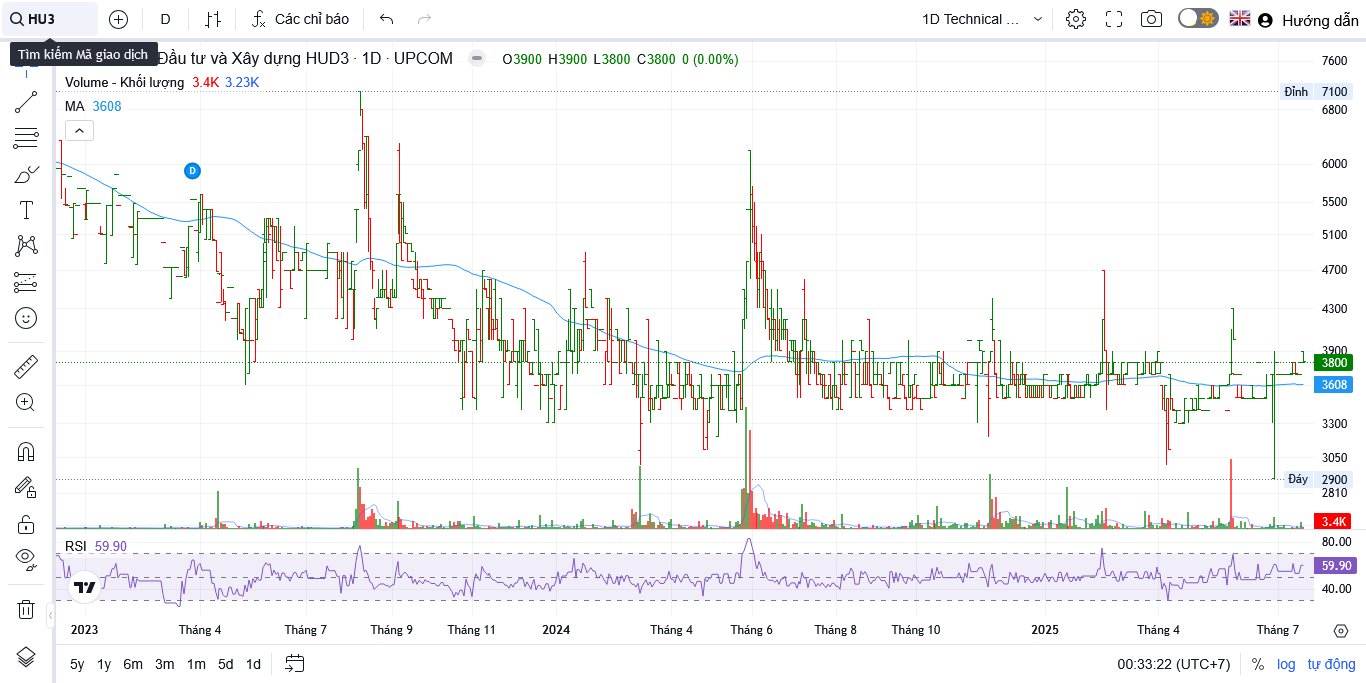 HU3
D
Các chỉ báo
1D Technical ...
Hướng dẫn
Tìm kiếm Mã giao dịch
Đầu tư và Xây dựng HUD3 · 1D · UPCOM
O3900 H3900 L3800 C3800 0 (0.00%)
Volume - Khối lượng 3.4K 3.23K
MA 3608
D
7600
Đỉnh 7100
6800
6000
5500
5100
4700
4300
3900
3800
3608
3300
3050
Đáy 2900
2810
3.4K
RSI 59.90
80.00
59.90
40.00
2023 Tháng 4 Tháng 7 Tháng 9 Tháng 11 2024 Tháng 4 Tháng 6 Tháng 8 Tháng 10 2025 Tháng 4 Tháng 7
5y 1y 6m 3m 1m 5d 1d
00:33:22 (UTC+7) % log tự động